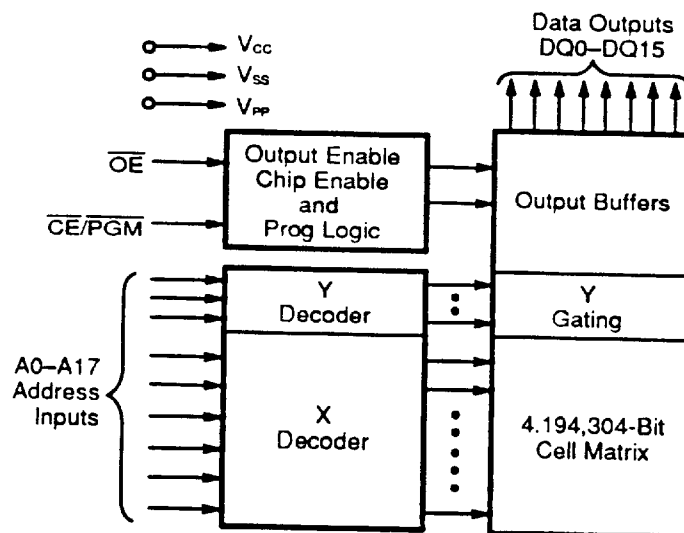 Data Outputs
DQ0–DQ15
VCC
VSS
VPP
OE
CE/PGM
Output Enable
Chip Enable
and
Prog Logic
Output Buffers
Y
Decoder
Y
Gating
A0–A17
Address
Inputs
X
Decoder
4.194,304-Bit
Cell Matrix